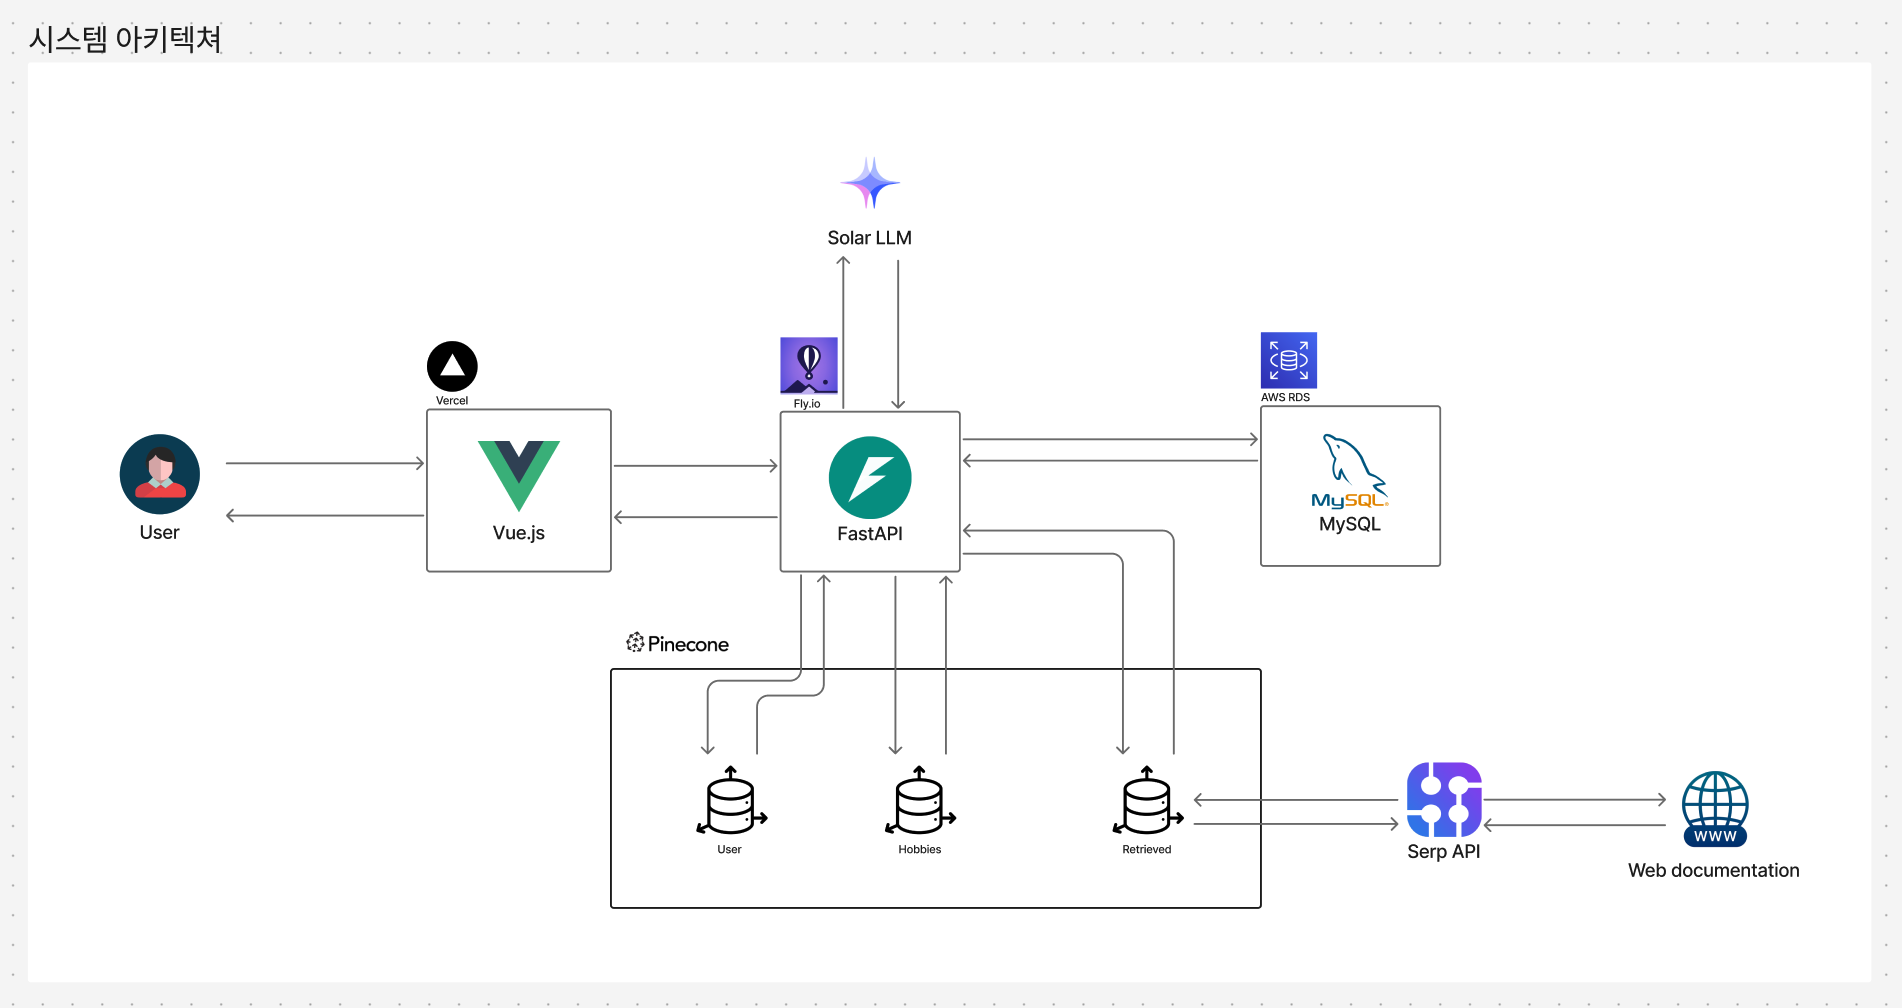 시스템 아키텍쳐
Solar LLM
Vercel
Fly.io
AWS RDS
User
Vue.js
FastAPI
MySQL
MySQL
Pinecone
User
Hobbies
Retrieved
Serp API
WWW
Web documentation